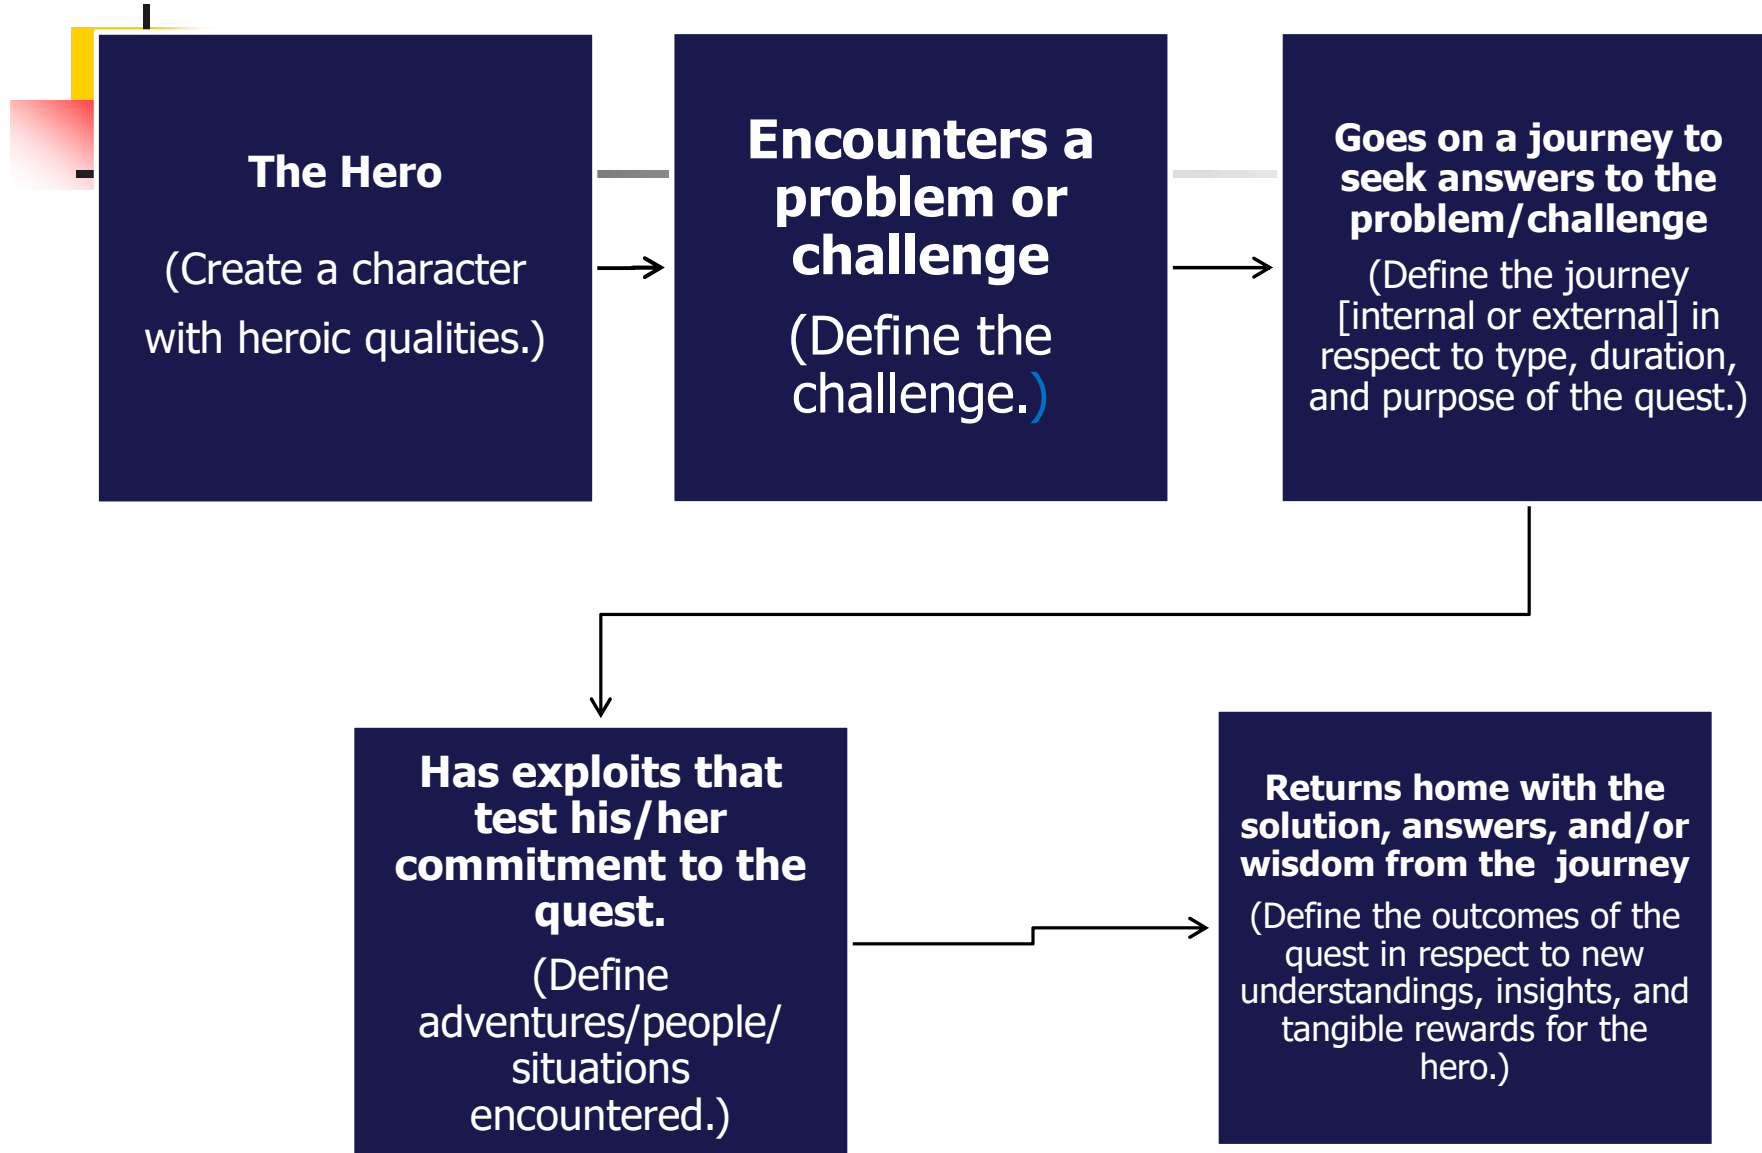 The Hero
(Create a character
with heroic qualities.)
Encounters a
problem or
challenge
(Define the
challenge.)
Goes on a journey to
seek answers to the
problem/challenge
(Define the journey
[internal or external] in
respect to type, duration,
and purpose of the quest.)
Has exploits that
test his/her
commitment to the
quest.
(Define
adventures/people/
situations
encountered.)
Returns home with the
solution, answers, and/or
wisdom from the  journey
(Define the outcomes of the
quest in respect to new
understandings, insights, and
tangible rewards for the
hero.)